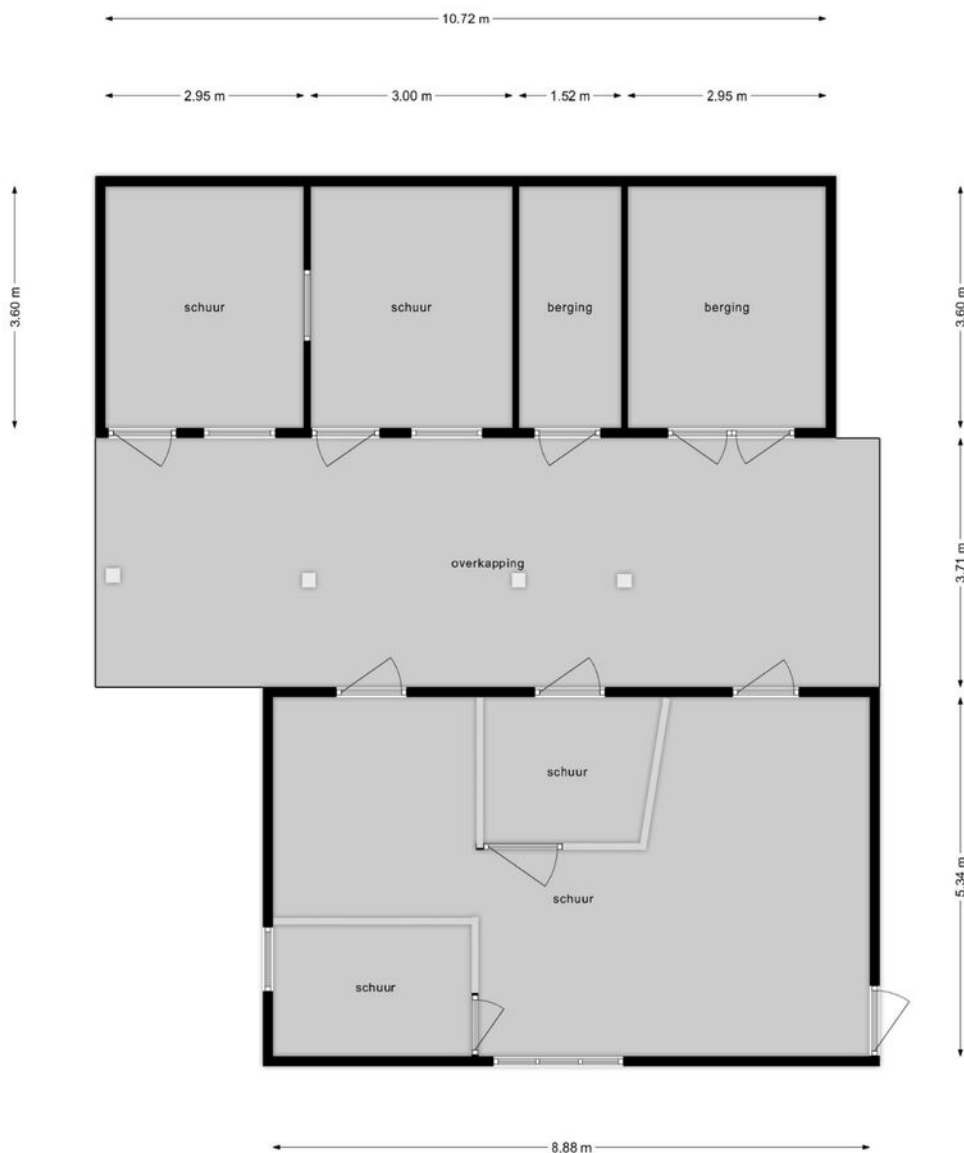 10.72 m
2.95 m 3.00 m 1.52 m 2.95 m
3.60 m
schuur schuur berging berging
3.60 m
overkapping
3.71 m
schuur
schuur
5.34 m
schuur
8.88 m